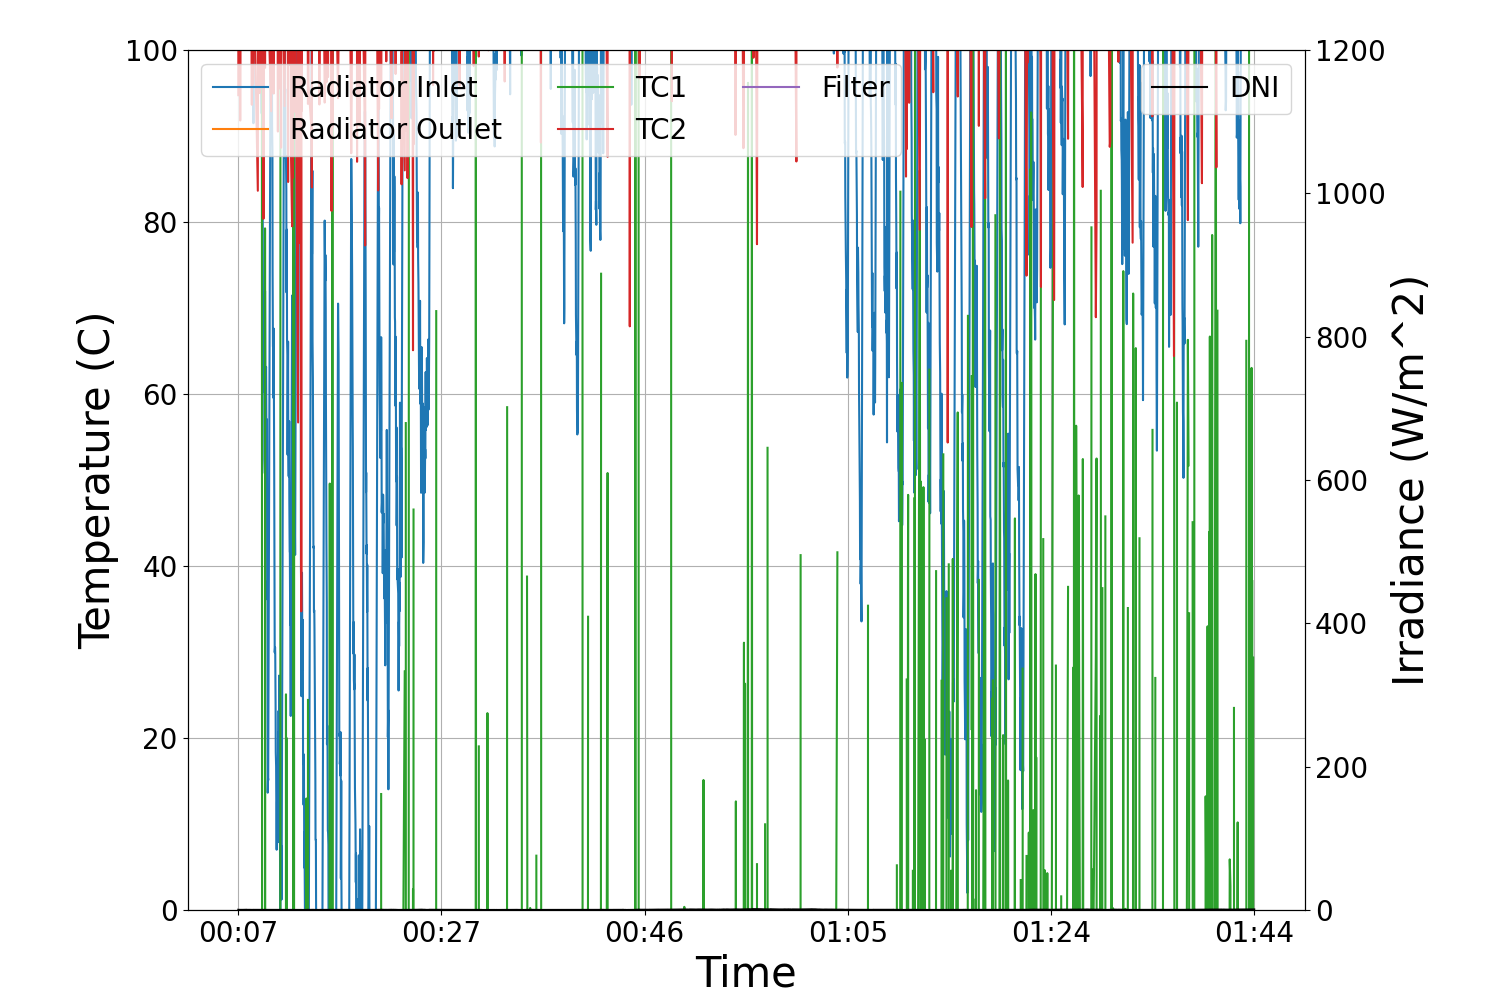 100
80
60
40
20
0
Temperature (C)
Radiator Inlet
Radiator Outlet
TC1
TC2
Filter
DNI
1200
1000
800
600
400
200
0
Irradiance (W/m^2)
00:07
00:27
00:46
01:05
01:24
01:44
Time